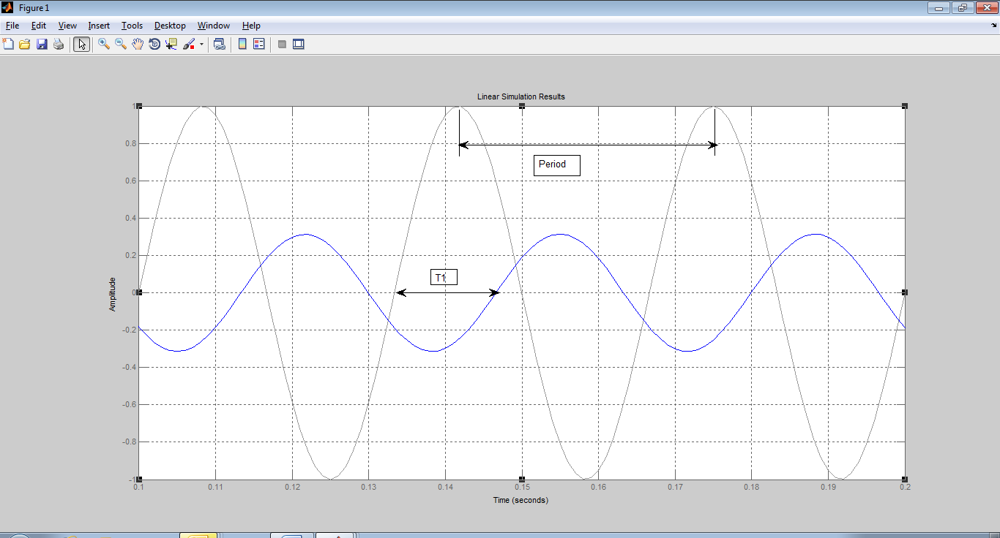 Figure 1
File Edit View Insert Tools Desktop Window Help
Linear Simulation Results
1
0.8
0.6
0.4
0.2
0
-0.2
-0.4
-0.6
-0.8
-1
Amplitude
Period
T1
0.1 0.11 0.12 0.13 0.14 0.15 0.16 0.17 0.18 0.19 0.2
Time (seconds)